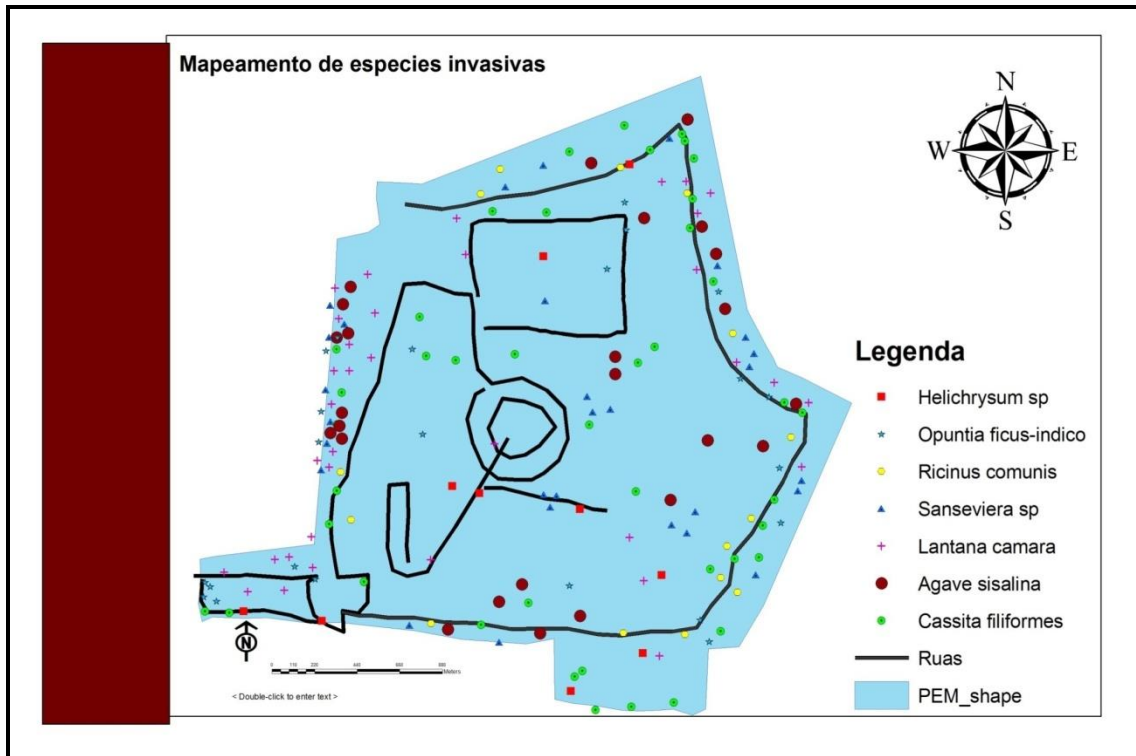 Mapeamento de especies invasivas
N
W E
S
Legenda
Helichrysum sp
Opuntia ficus-indico
Ricinus comunis
Sanseviera sp
Lantana camara
Agave sisalina
Cassita filiformes
Ruas
PEM_shape
N
Meters
< Double-click to enter text >